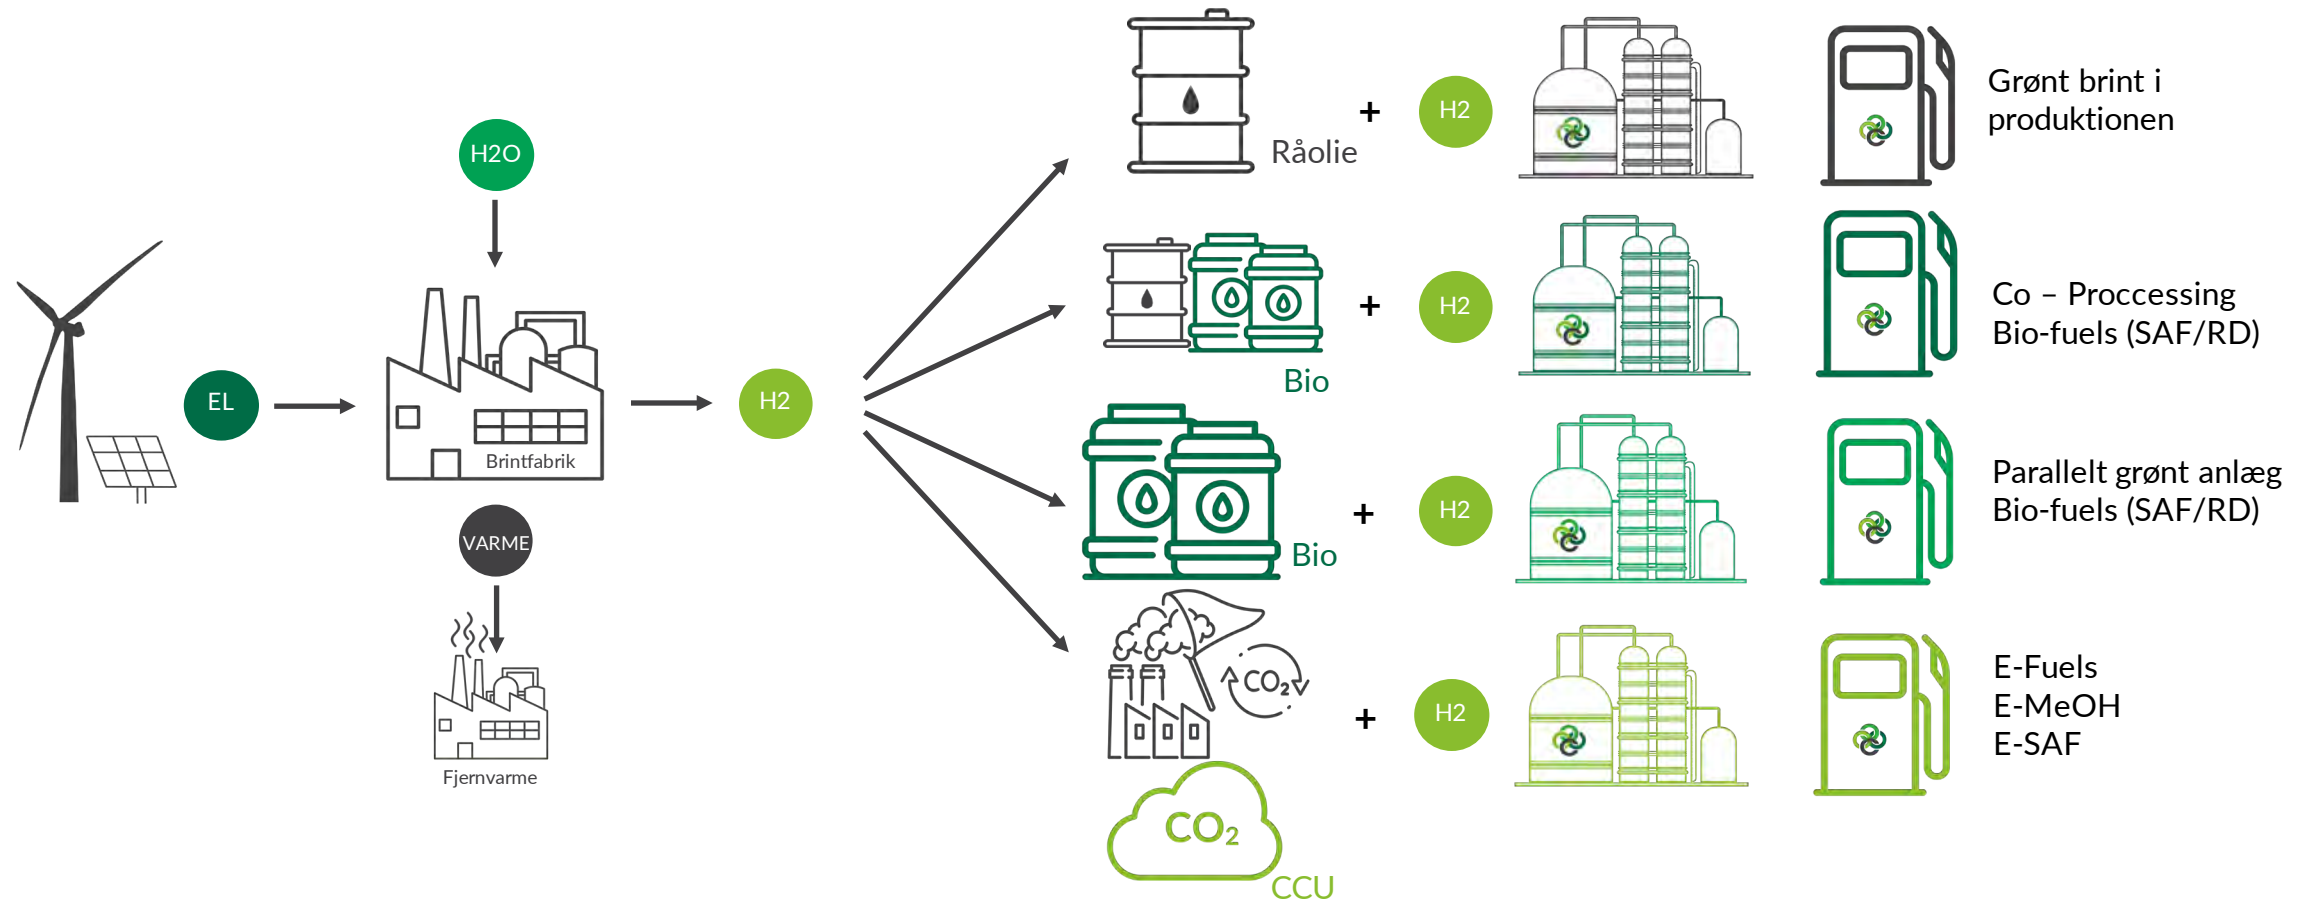 H2O
EL
Brintfabrik
VARME
Fjernvarme
H2
Råolie
+
H2
Grønt brint i
produktionen
Bio
+
H2
Co – Proccessing
Bio-fuels (SAF/RD)
Bio
+
H2
Parallelt grønt anlæg
Bio-fuels (SAF/RD)
CO₂
CO₂
CCU
+
H2
E-Fuels
E-MeOH
E-SAF